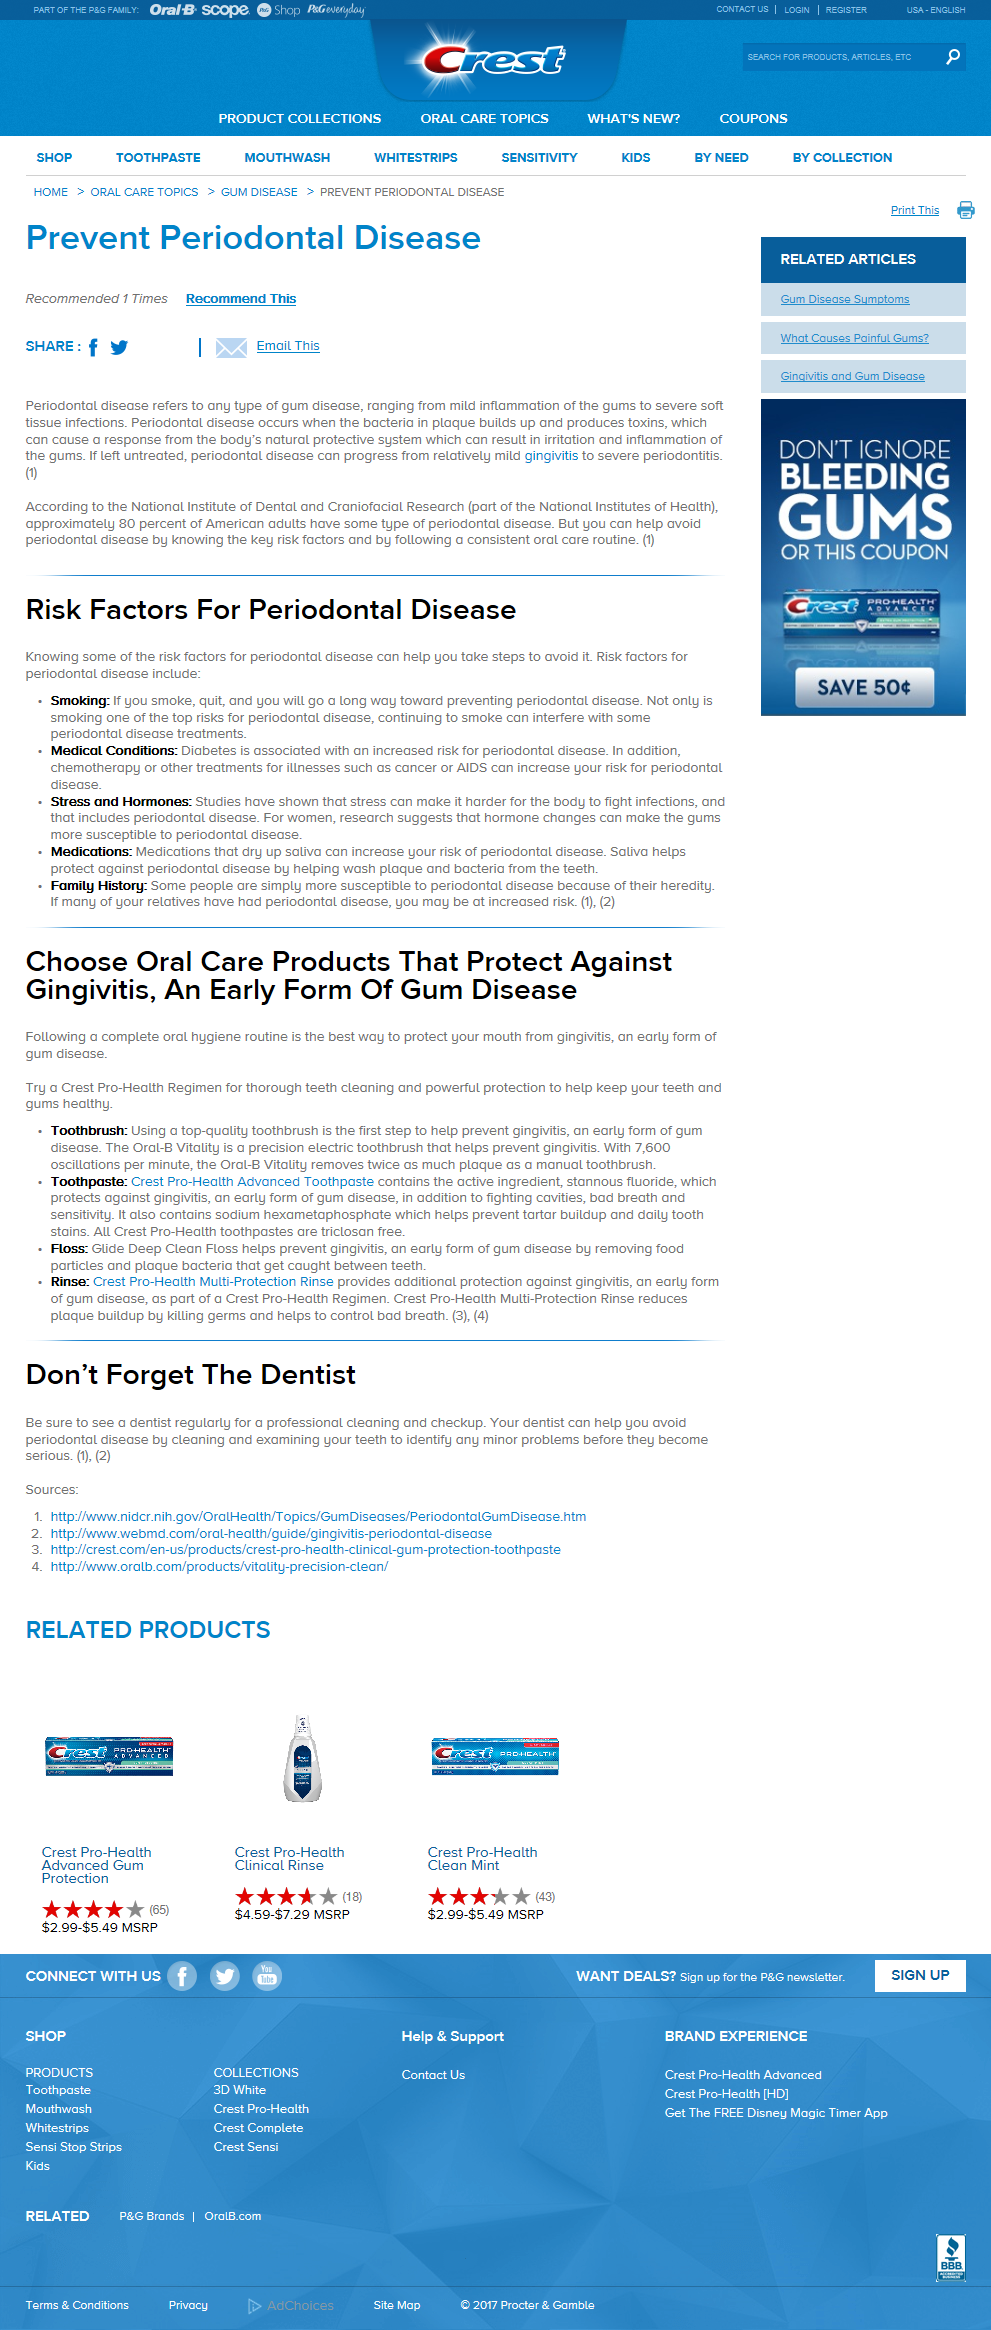 PART OF THE P&G FAMILY: Oral-B scope P&G Shop P&G everyday
CONTACT US | LOGIN | REGISTER USA - ENGLISH
Crest
SEARCH FOR PRODUCTS, ARTICLES, ETC
PRODUCT COLLECTIONS ORAL CARE TOPICS WHAT'S NEW? COUPONS
SHOP TOOTHPASTE MOUTHWASH WHITESTRIPS SENSITIVITY KIDS BY NEED BY COLLECTION
HOME > ORAL CARE TOPICS > GUM DISEASE > PREVENT PERIODONTAL DISEASE
Print This
Prevent Periodontal Disease
Recommended 1 Times Recommend This
SHARE : | Email This
Periodontal disease refers to any type of gum disease, ranging from mild inflammation of the gums to severe soft
tissue infections. Periodontal disease occurs when the bacteria in plaque builds up and produces toxins, which
can cause a response from the body's natural protective system which can result in irritation and inflammation of
the gums. If left untreated, periodontal disease can progress from relatively mild gingivitis to severe periodontitis.
(1)
According to the National Institute of Dental and Craniofacial Research (part of the National Institutes of Health),
approximately 80 percent of American adults have some type of periodontal disease. But you can help avoid
periodontal disease by knowing the key risk factors and by following a consistent oral care routine. (1)
RELATED ARTICLES
Gum Disease Symptoms
What Causes Painful Gums?
Gingivitis and Gum Disease
DON'T IGNORE
BLEEDING
GUMS
OR THIS COUPON
Crest PRO-HEALTH
ADVANCED
SAVE 50¢
Risk Factors For Periodontal Disease
Knowing some of the risk factors for periodontal disease can help you take steps to avoid it. Risk factors for
periodontal disease include:
• Smoking: If you smoke, quit, and you will go a long way toward preventing periodontal disease. Not only is
smoking one of the top risks for periodontal disease, continuing to smoke can interfere with some
periodontal disease treatments.
• Medical Conditions: Diabetes is associated with an increased risk for periodontal disease. In addition,
chemotherapy or other treatments for illnesses such as cancer or AIDS can increase your risk for periodontal
disease.
• Stress and Hormones: Studies have shown that stress can make it harder for the body to fight infections, and
that includes periodontal disease. For women, research suggests that hormone changes can make the gums
more susceptible to periodontal disease.
• Medications: Medications that dry up saliva can increase your risk of periodontal disease. Saliva helps
protect against periodontal disease by helping wash plaque and bacteria from the teeth.
• Family History: Some people are simply more susceptible to periodontal disease because of their heredity.
If many of your relatives have had periodontal disease, you may be at increased risk. (1), (2)
Choose Oral Care Products That Protect Against
Gingivitis, An Early Form Of Gum Disease
Following a complete oral hygiene routine is the best way to protect your mouth from gingivitis, an early form of
gum disease.
Try a Crest Pro-Health Regimen for thorough teeth cleaning and powerful protection to help keep your teeth and
gums healthy.
• Toothbrush: Using a top-quality toothbrush is the first step to help prevent gingivitis, an early form of gum
disease. The Oral-B Vitality is a precision electric toothbrush that helps prevent gingivitis. With 7,600
oscillations per minute, the Oral-B Vitality removes twice as much plaque as a manual toothbrush.
• Toothpaste: Crest Pro-Health Advanced Toothpaste contains the active ingredient, stannous fluoride, which
protects against gingivitis, an early form of gum disease, in addition to fighting cavities, bad breath and
sensitivity. It also contains sodium hexametaphosphate which helps prevent tartar buildup and daily tooth
stains. All Crest Pro-Health toothpastes are triclosan free.
• Floss: Glide Deep Clean Floss helps prevent gingivitis, an early form of gum disease by removing food
particles and plaque bacteria that get caught between teeth.
• Rinse: Crest Pro-Health Multi-Protection Rinse provides additional protection against gingivitis, an early form
of gum disease, as part of a Crest Pro-Health Regimen. Crest Pro-Health Multi-Protection Rinse reduces
plaque buildup by killing germs and helps to control bad breath. (3), (4)
Don't Forget The Dentist
Be sure to see a dentist regularly for a professional cleaning and checkup. Your dentist can help you avoid
periodontal disease by cleaning and examining your teeth to identify any minor problems before they become
serious. (1), (2)
Sources:
1. http://www.nidcr.nih.gov/OralHealth/Topics/GumDiseases/PeriodontalGumDisease.htm
2. http://www.webmd.com/oral-health/guide/gingivitis-periodontal-disease
3. http://crest.com/en-us/products/crest-pro-health-clinical-gum-protection-toothpaste
4. http://www.oralb.com/products/vitality-precision-clean/
RELATED PRODUCTS
Crest PRO-HEALTH
ADVANCED
Crest PRO-HEALTH
Crest Pro-Health
Advanced Gum
Protection
(65)
$2.99-$5.49 MSRP
Crest Pro-Health
Clinical Rinse
(18)
$4.59-$7.29 MSRP
Crest Pro-Health
Clean Mint
(43)
$2.99-$5.49 MSRP
CONNECT WITH US You Tube
WANT DEALS? Sign up for the P&G newsletter. SIGN UP
SHOP
PRODUCTS
Toothpaste
Mouthwash
Whitestrips
Sensi Stop Strips
Kids
COLLECTIONS
3D White
Crest Pro-Health
Crest Complete
Crest Sensi
Help & Support
Contact Us
BRAND EXPERIENCE
Crest Pro-Health Advanced
Crest Pro-Health [HD]
Get The FREE Disney Magic Timer App
RELATED P&G Brands | OralB.com
BBB
ACCREDITED
BUSINESS
Terms & Conditions Privacy AdChoices Site Map © 2017 Procter & Gamble